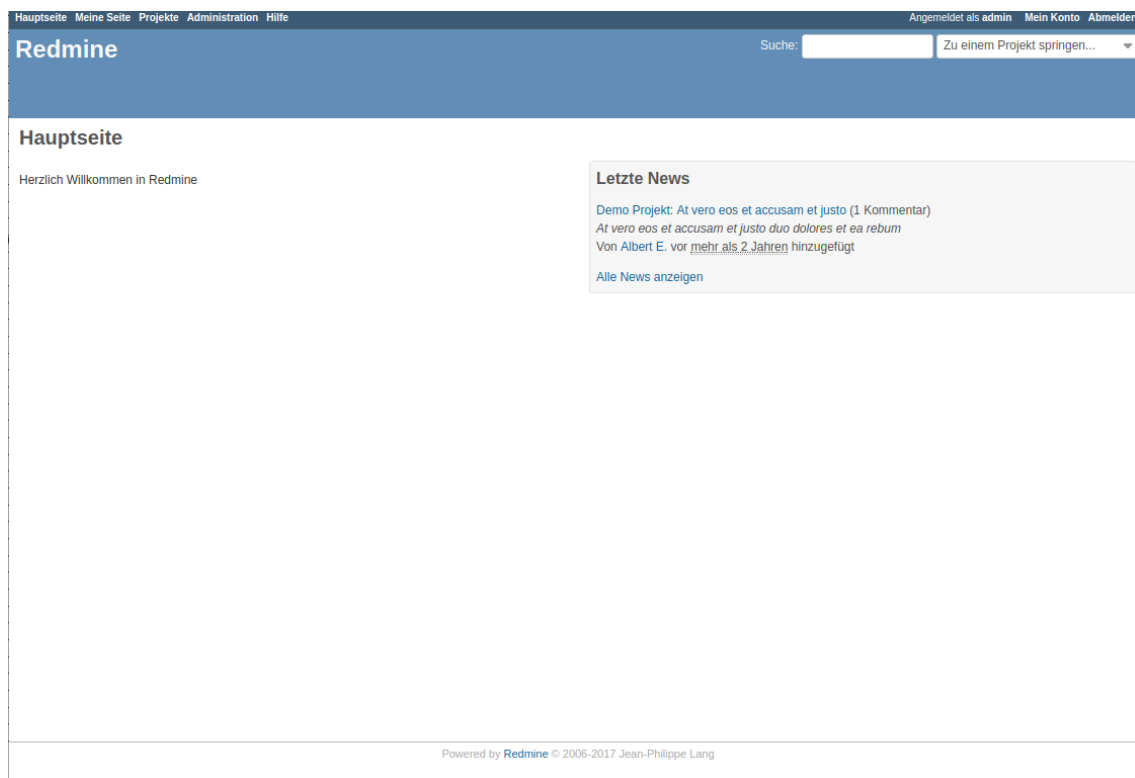 Hauptseite Meine Seite Projekte Administration Hilfe Angemeldet als admin Mein Konto Abmelden
Redmine Suche: Zu einem Projekt springen...
Hauptseite
Herzlich Willkommen in Redmine
Letzte News
Demo Projekt: At vero eos et accusam et justo (1 Kommentar)
At vero eos et accusam et justo duo dolores et ea rebum
Von Albert E. vor mehr als 2 Jahren hinzugefügt
Alle News anzeigen
Powered by Redmine © 2006-2017 Jean-Philippe Lang